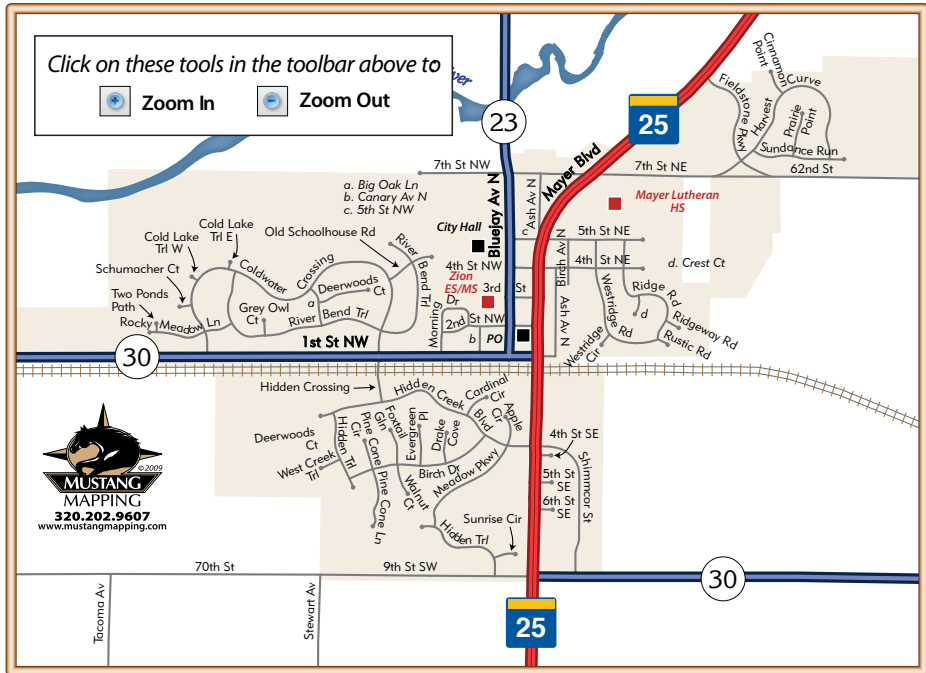 Click on these tools in the toolbar above to
Zoom In
Zoom Out
23
25
Cinnamon
Point
Curve
Fieldstone Pkwy
Harvest
Prairie
Point
Sundance Run
62nd St
7th St NW
Mayer Blvd
7th St NE
a. Big Oak Ln
b. Canary Av N
c. 5th St NW
Bluejay Av N
Ash Av N
Mayer Lutheran
HS
City Hall
c
5th St NE
Birch Av N
4th St NE
d. Crest Ct
Cold Lake
Trl E
Cold Lake
Trl W
Old Schoolhouse Rd
River
Bend Trl
4th St NW
Zion
ES/MS
3rd
St
Schumacher Ct
Coldwater
Crossing
Deerwoods
Ct
a
Two Ponds
Path
Grey Owl
Ct
Rocky
Meadow Ln
River
Bend Trl
Morning
Dr
2nd
St NW
b
PO
Ash Av N
Westridge Rd
Ridge
Rd
d
Ridgeway Rd
Rustic Rd
Westridge
Cir
1st St NW
30
Hidden Crossing
Hidden Creek
Blvd
Cardinal
Cir
Apple
Cir
Deerwoods
Ct
Hidden Trl
Pine Cone
Cir
Foxtail
Gln
Evergreen
Pl
Drake
Cove
West Creek
Trl
Pine Cone Ln
Walnut
Ct
Birch Dr
Meadow Pkwy
4th St SE
5th St
SE
6th St
SE
Shimmcor St
Hidden Trl
Sunrise Cir
©2009
MUSTANG
MAPPING
320.202.9607
www.mustangmapping.com
70th St
9th St SW
30
Tacoma Av
Stewart Av
25